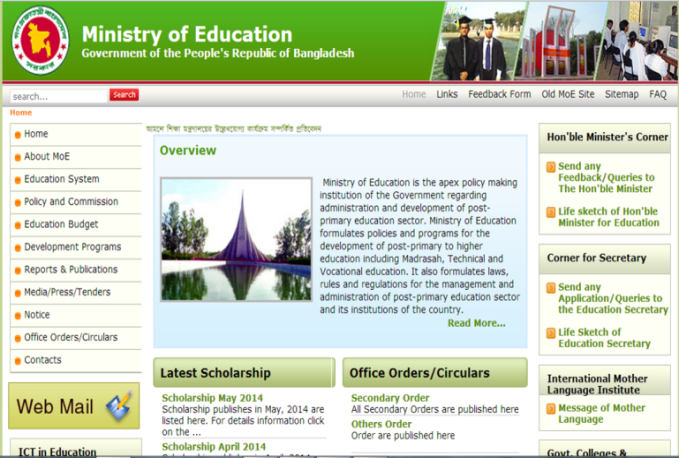 Ministry of Education
Government of the People's Republic of Bangladesh
search...
Search
Home Links Feedback Form Old MoE Site Sitemap FAQ
Home
Home
About MoE
Education System
Policy and Commission
Education Budget
Development Programs
Reports & Publications
Media/Press/Tenders
Notice
Office Orders/Circulars
Contacts
Web Mail
ICT in Education
আমলে শিক্ষা মন্ত্রণালয়ের উল্লেখযোগ্য কার্যক্রম সম্পর্কিত প্রতিবেদন
Overview
Ministry of Education is the apex policy making
institution of the Government regarding
administration and development of post-
primary education sector. Ministry of Education
formulates policies and programs for the
development of post-primary to higher
education including Madrasah, Technical and
Vocational education. It also formulates laws,
rules and regulations for the management and
administration of post-primary education sector
and its institutions of the country.
Read More...
Latest Scholarship
Scholarship May 2014
Scholarship publishes in May, 2014 are
listed here. For details information click
on the ...
Scholarship April 2014
Office Orders/Circulars
Secondary Order
All Secondary Orders are published here
Others Order
Order are published here
Hon'ble Minister's Corner
Send any
Feedback/Queries to
The Hon'ble Minister
Life sketch of Hon'ble
Minister for Education
Corner for Secretary
Send any
Application/Queries to
the Education Secretary
Life Sketch of
Education Secretary
International Mother
Language Institute
Message of Mother
Language
Govt. Colleges &